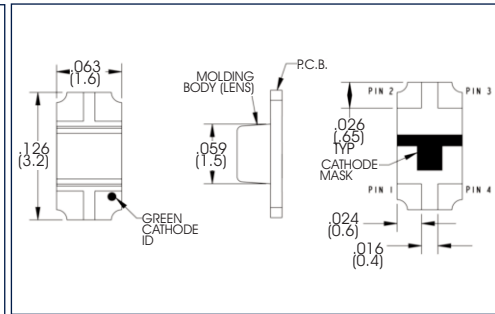 .063
(1.6)
.126
(3.2)
GREEN
CATHODE
ID
MOLDING
BODY (LENS)
P.C.B.
.059
(1.5)
PIN 2
PIN 3
.026
(.65)
TYP
CATHODE
MASK
PIN 1
PIN 4
.024
(0.6)
.016
(0.4)